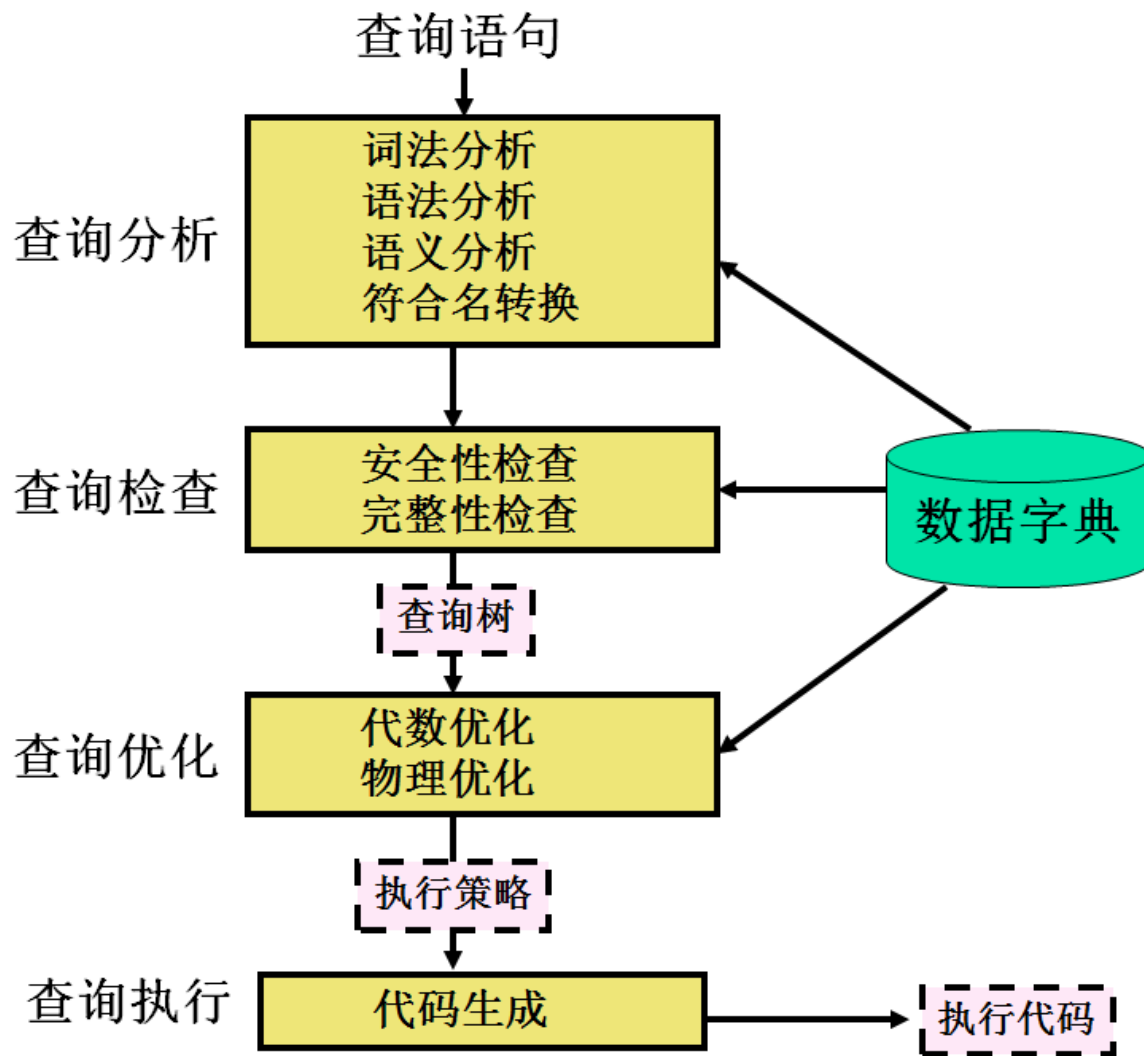 查询语句
查询分析
词法分析
语法分析
语义分析
符合名转换
查询检查
安全性检查
完整性检查
数据字典
查询树
查询优化
代数优化
物理优化
执行策略
查询执行
代码生成
执行代码